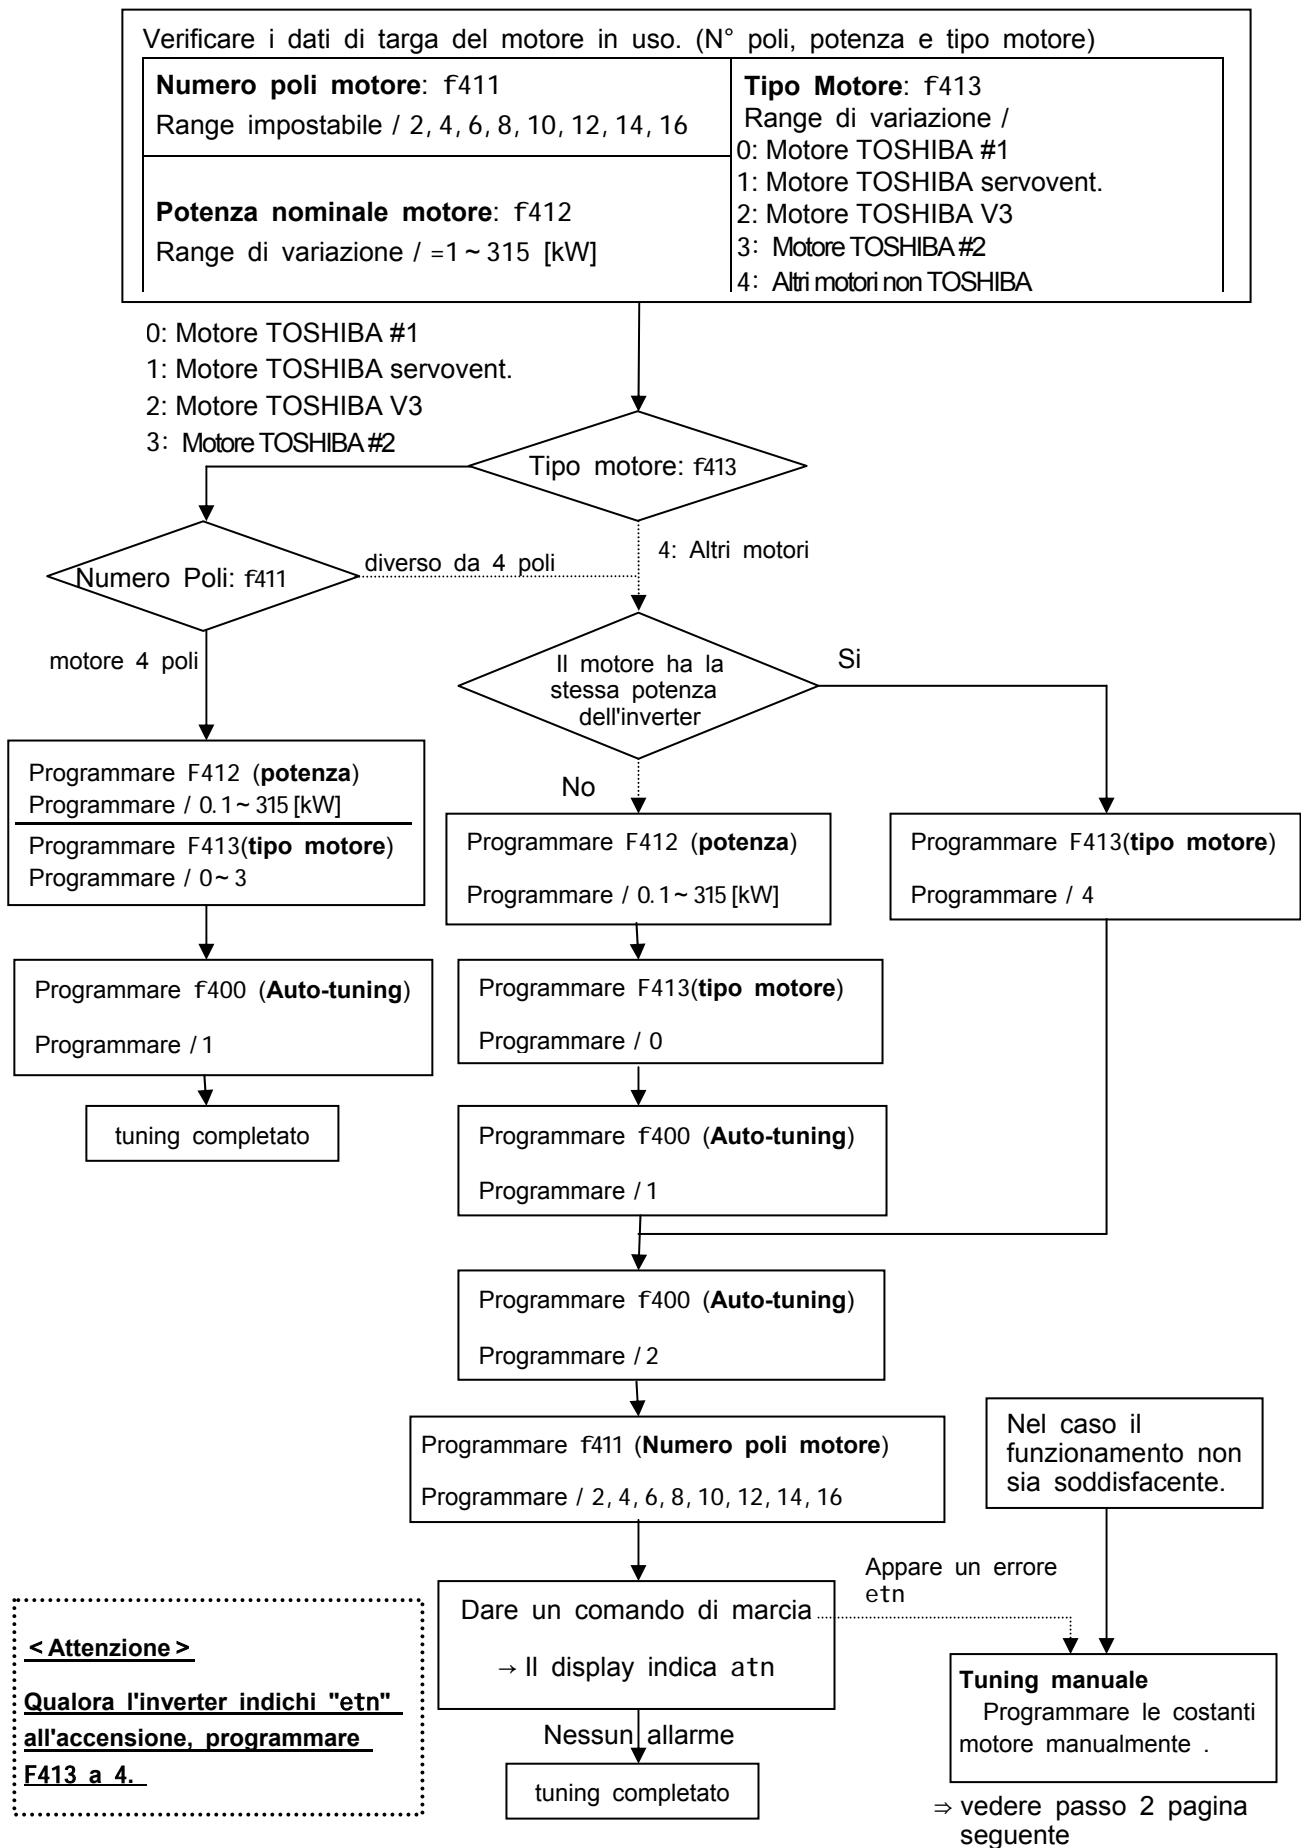 Verificare i dati di targa del motore in uso. (N° poli, potenza e tipo motore)
Numero poli motore: f411
Range impostabile / 2, 4, 6, 8, 10, 12, 14, 16
Potenza nominale motore: f412
Range di variazione / =1~315 [kW]
Tipo Motore: f413
Range di variazione /
0: Motore TOSHIBA #1
1: Motore TOSHIBA servovent.
2: Motore TOSHIBA V3
3: Motore TOSHIBA #2
4: Altri motori non TOSHIBA
0: Motore TOSHIBA #1
1: Motore TOSHIBA servovent.
2: Motore TOSHIBA V3
3: Motore TOSHIBA #2
Tipo motore: f413
4: Altri motori
Numero Poli: f411
diverso da 4 poli
motore 4 poli
Il motore ha la
stessa potenza
dell'inverter
Si
No
Programmare F412 (potenza)
Programmare / 0.1~315 [kW]
Programmare F413(tipo motore)
Programmare / 0~3
Programmare f400 (Auto-tuning)
Programmare / 1
tuning completato
Programmare F412 (potenza)
Programmare / 0.1~315 [kW]
Programmare F413(tipo motore)
Programmare / 0
Programmare f400 (Auto-tuning)
Programmare / 1
Programmare F413(tipo motore)
Programmare / 4
Programmare f400 (Auto-tuning)
Programmare / 2
Programmare f411 (Numero poli motore)
Programmare / 2, 4, 6, 8, 10, 12, 14, 16
Dare un comando di marcia
→ Il display indica atn
Nessun allarme
tuning completato
Appare un errore
etn
Nel caso il
funzionamento non
sia soddisfacente.
Tuning manuale
Programmare le costanti
motore manualmente .
⇒ vedere passo 2 pagina
seguente
< Attenzione >
Qualora l'inverter indichi "etn"
all'accensione, programmare
F413 a 4.